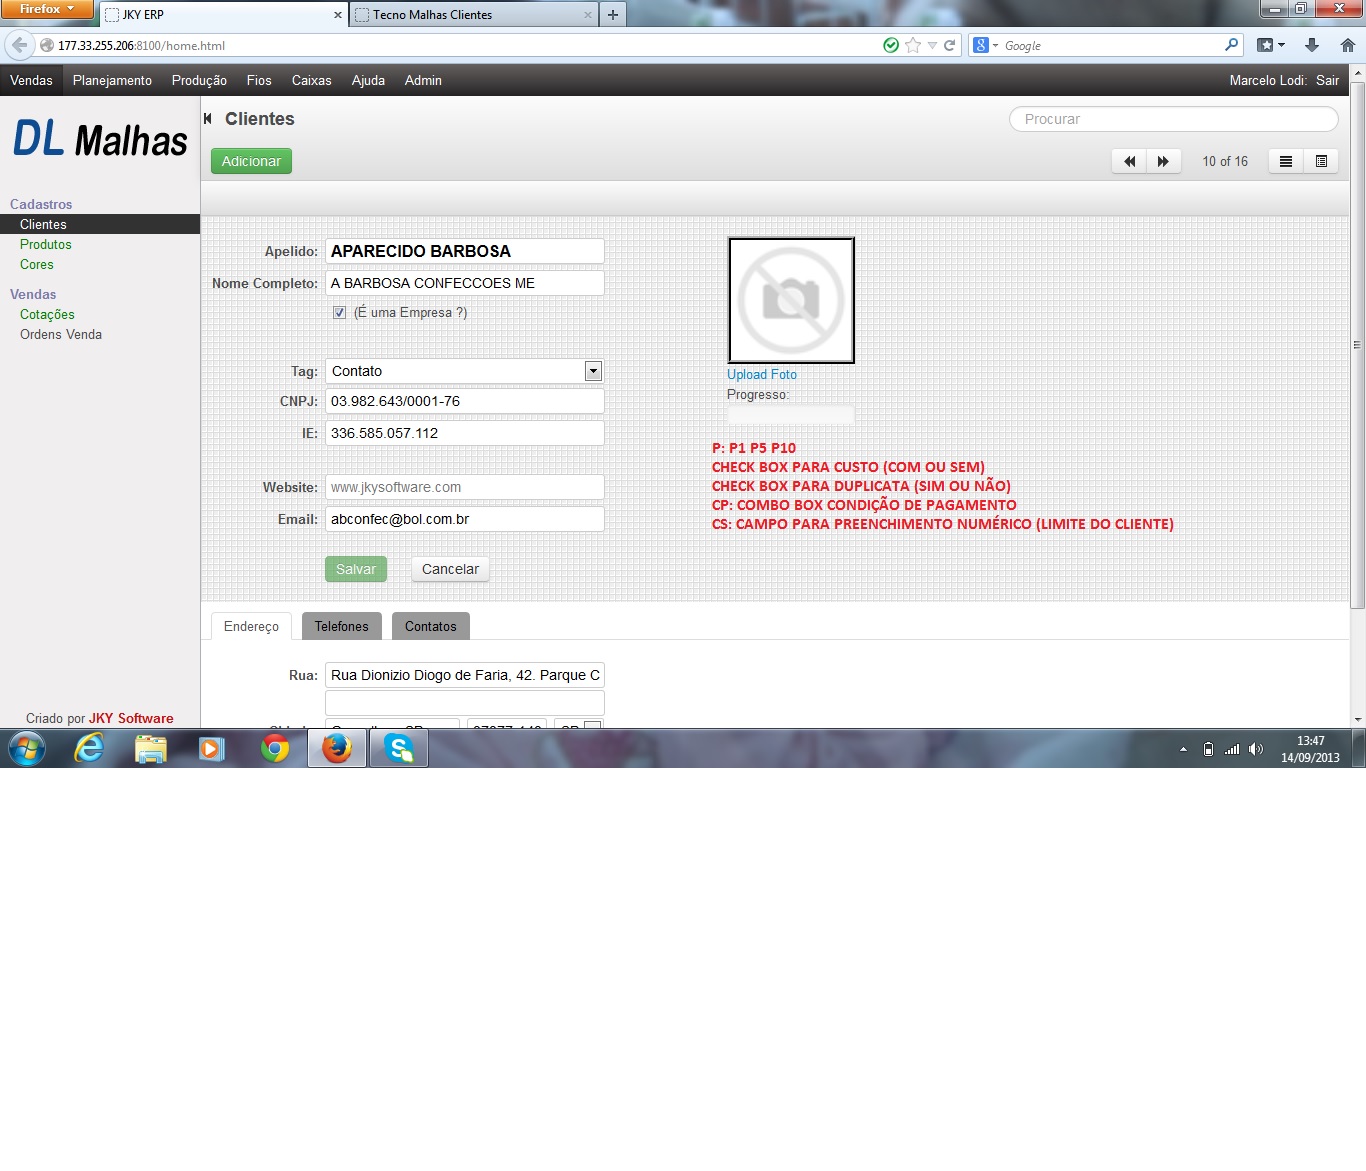 Firefox
JKY ERP
Tecno Malhas Clientes
177.33.255.206:8100/home.html
Google
Vendas Planejamento Produção Fios Caixas Ajuda Admin
Marcelo Lodi: Sair
DL Malhas
Clientes
Procurar
Adicionar
10 of 16
Cadastros
Clientes
Produtos
Cores
Vendas
Cotações
Ordens Venda
Apelido: APARECIDO BARBOSA
Nome Completo: A BARBOSA CONFECCOES ME
(É uma Empresa ?)
Tag: Contato
CNPJ: 03.982.643/0001-76
IE: 336.585.057.112
Website: www.jkysoftware.com
Email: abconfec@bol.com.br
Salvar Cancelar
Upload Foto
Progresso:
P: P1 P5 P10
CHECK BOX PARA CUSTO (COM OU SEM)
CHECK BOX PARA DUPLICATA (SIM OU NÃO)
CP: COMBO BOX CONDIÇÃO DE PAGAMENTO
CS: CAMPO PARA PREENCHIMENTO NUMÉRICO (LIMITE DO CLIENTE)
Endereço Telefones Contatos
Rua: Rua Dionizio Diogo de Faria, 42. Parque C
Criado por JKY Software
13:47
14/09/2013